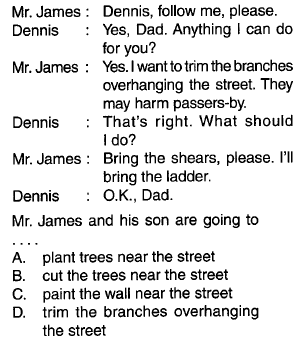 Mr. James : Dennis, follow me, please.
Dennis : Yes, Dad. Anything I can do
for you?
Mr. James : Yes. I want to trim the branches
overhanging the street. They
may harm passers-by.
Dennis : That's right. What should
I do?
Mr. James : Bring the shears, please. I'll
bring the ladder.
Dennis : O.K., Dad.
Mr. James and his son are going to
....
A. plant trees near the street
B. cut the trees near the street
C. paint the wall near the street
D. trim the branches overhanging
the street